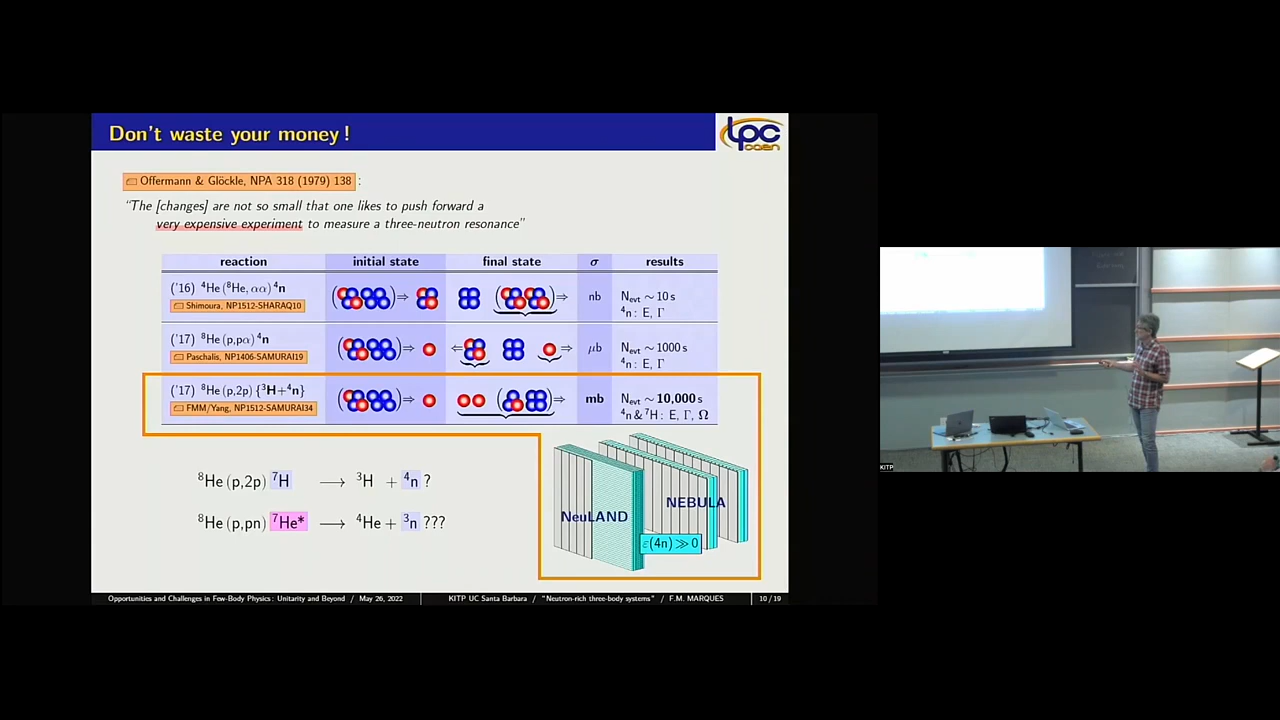 Don't waste your money !
LPC
caen
Offermann & Glöckle, NPA 318 (1979) 138 :
“The [changes] are not so small that one likes to push forward a
very expensive experiment to measure a three-neutron resonance”
reaction initial state final state σ results
('16) ⁴He (⁸He, αα) ⁴n
Shimoura, NP1512-SHARAQ10
nb
Nevt ∼ 10 s
⁴n : E, Γ
('17) ⁸He (p,pα) ⁴n
Paschalis, NP1406-SAMURAI19
μb
Nevt ∼ 1000 s
⁴n : E, Γ
('17) ⁸He (p,2p) {³H+⁴n}
FMM/Yang, NP1512-SAMURAI34
mb
Nevt ∼ 10,000 s
⁴n & ⁷H : E, Γ, Ω
⁸He (p,2p) ⁷H ⟶ ³H + ⁴n ?
⁸He (p,pn) ⁷He* ⟶ ⁴He + ³n ???
NeuLAND
NEBULA
ε(4n) ≫ 0
Opportunities and Challenges in Few-Body Physics : Unitarity and Beyond / May 26, 2022 KITP UC Santa Barbara / “Neutron-rich three-body systems” / F.M. MARQUES 10 / 19
KITP